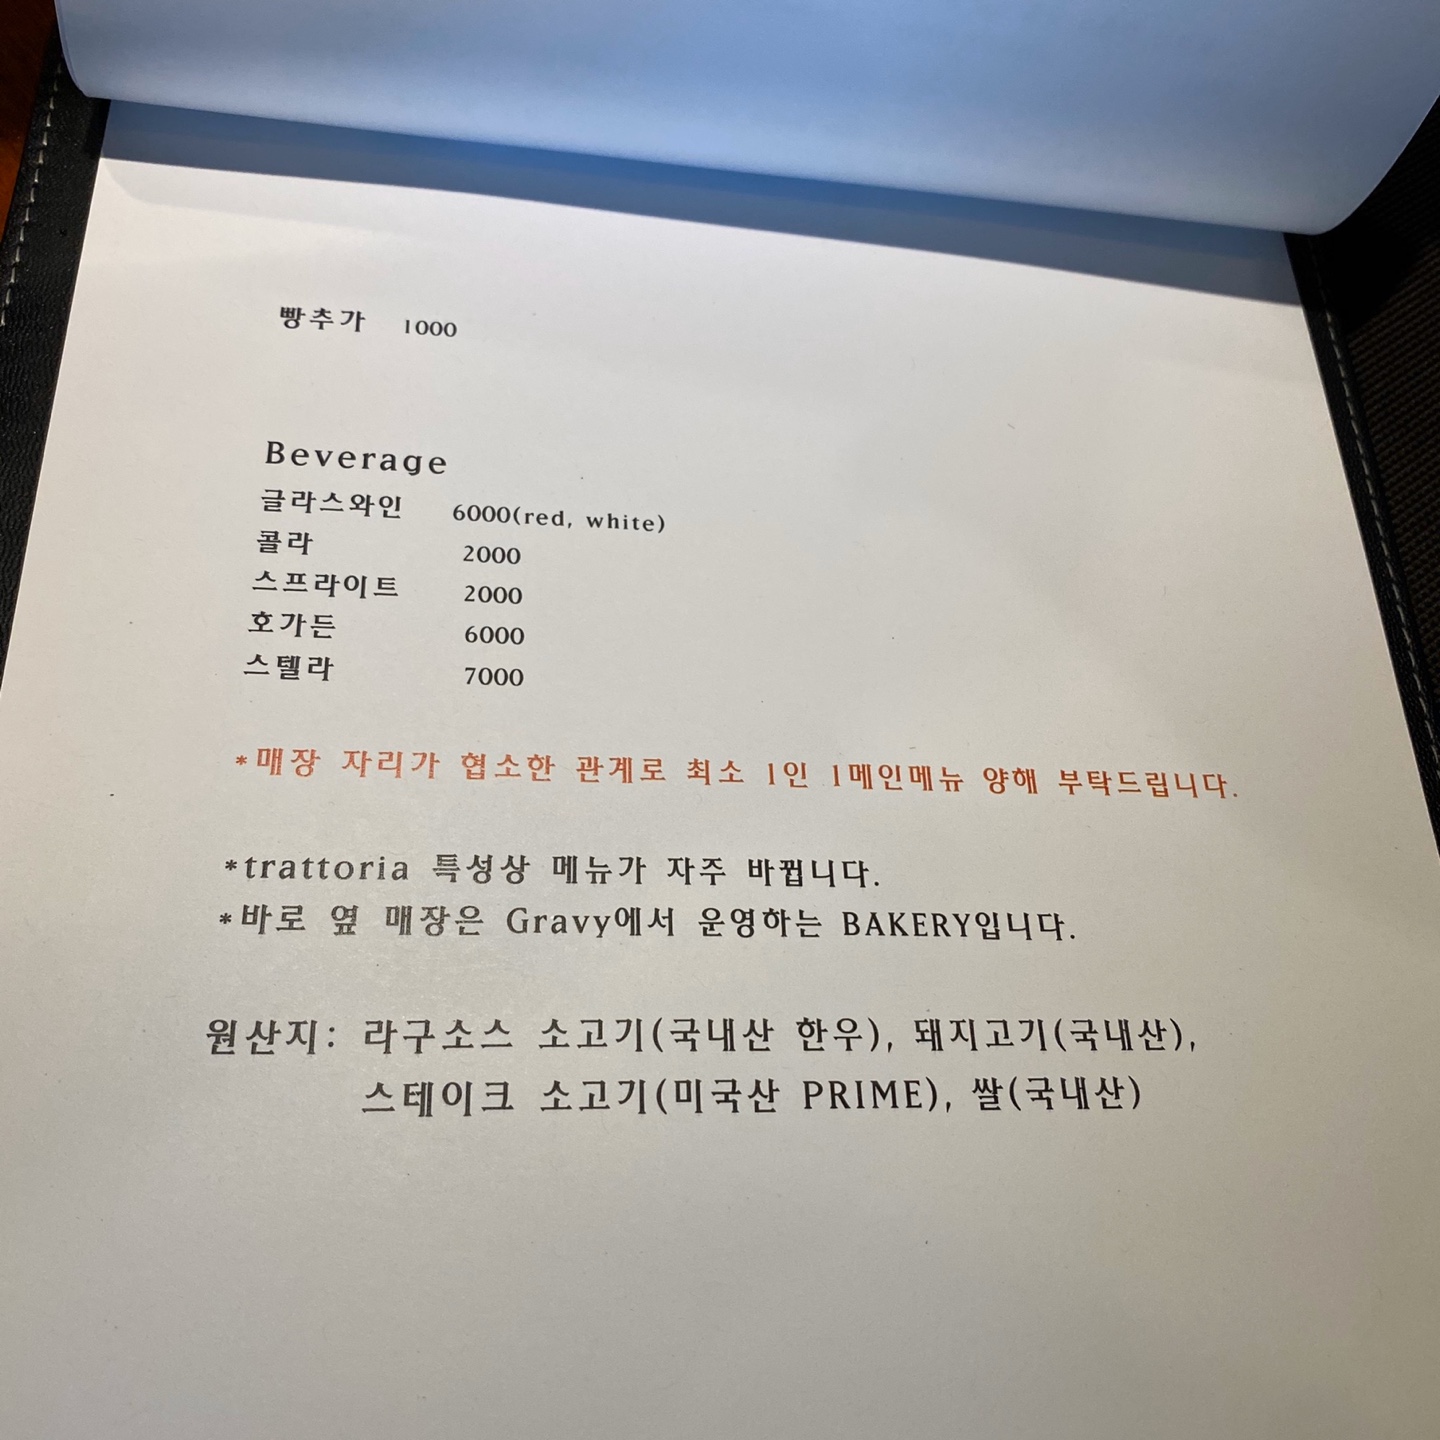 빵추가 1000
Beverage
글라스와인 6000(red, white)
콜라 2000
스프라이트 2000
호가든 6000
스텔라 7000
*매장 자리가 협소한 관계로 최소 1인 1메인메뉴 양해 부탁드립니다.
*trattoria 특성상 메뉴가 자주 바뀝니다.
*바로 옆 매장은 Gravy에서 운영하는 BAKERY입니다.
원산지: 라구소스 소고기(국내산 한우), 돼지고기(국내산),
스테이크 소고기(미국산 PRIME), 쌀(국내산)